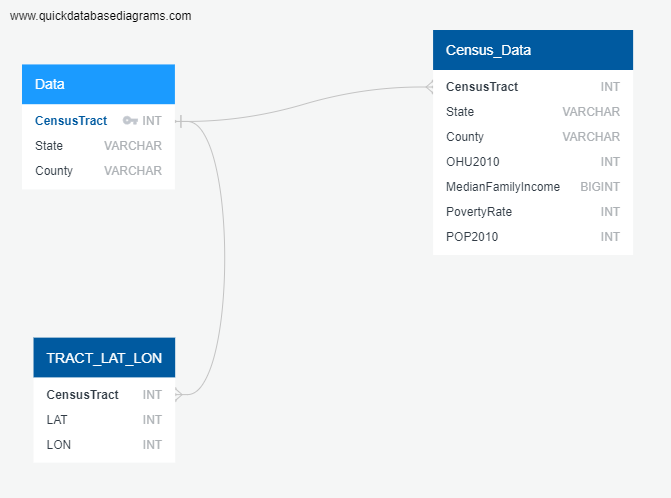 www.quickdatabasediagrams.com
Data
CensusTract INT
State VARCHAR
County VARCHAR
Census_Data
CensusTract INT
State VARCHAR
County VARCHAR
OHU2010 INT
MedianFamilyIncome BIGINT
PovertyRate INT
POP2010 INT
TRACT_LAT_LON
CensusTract INT
LAT INT
LON INT